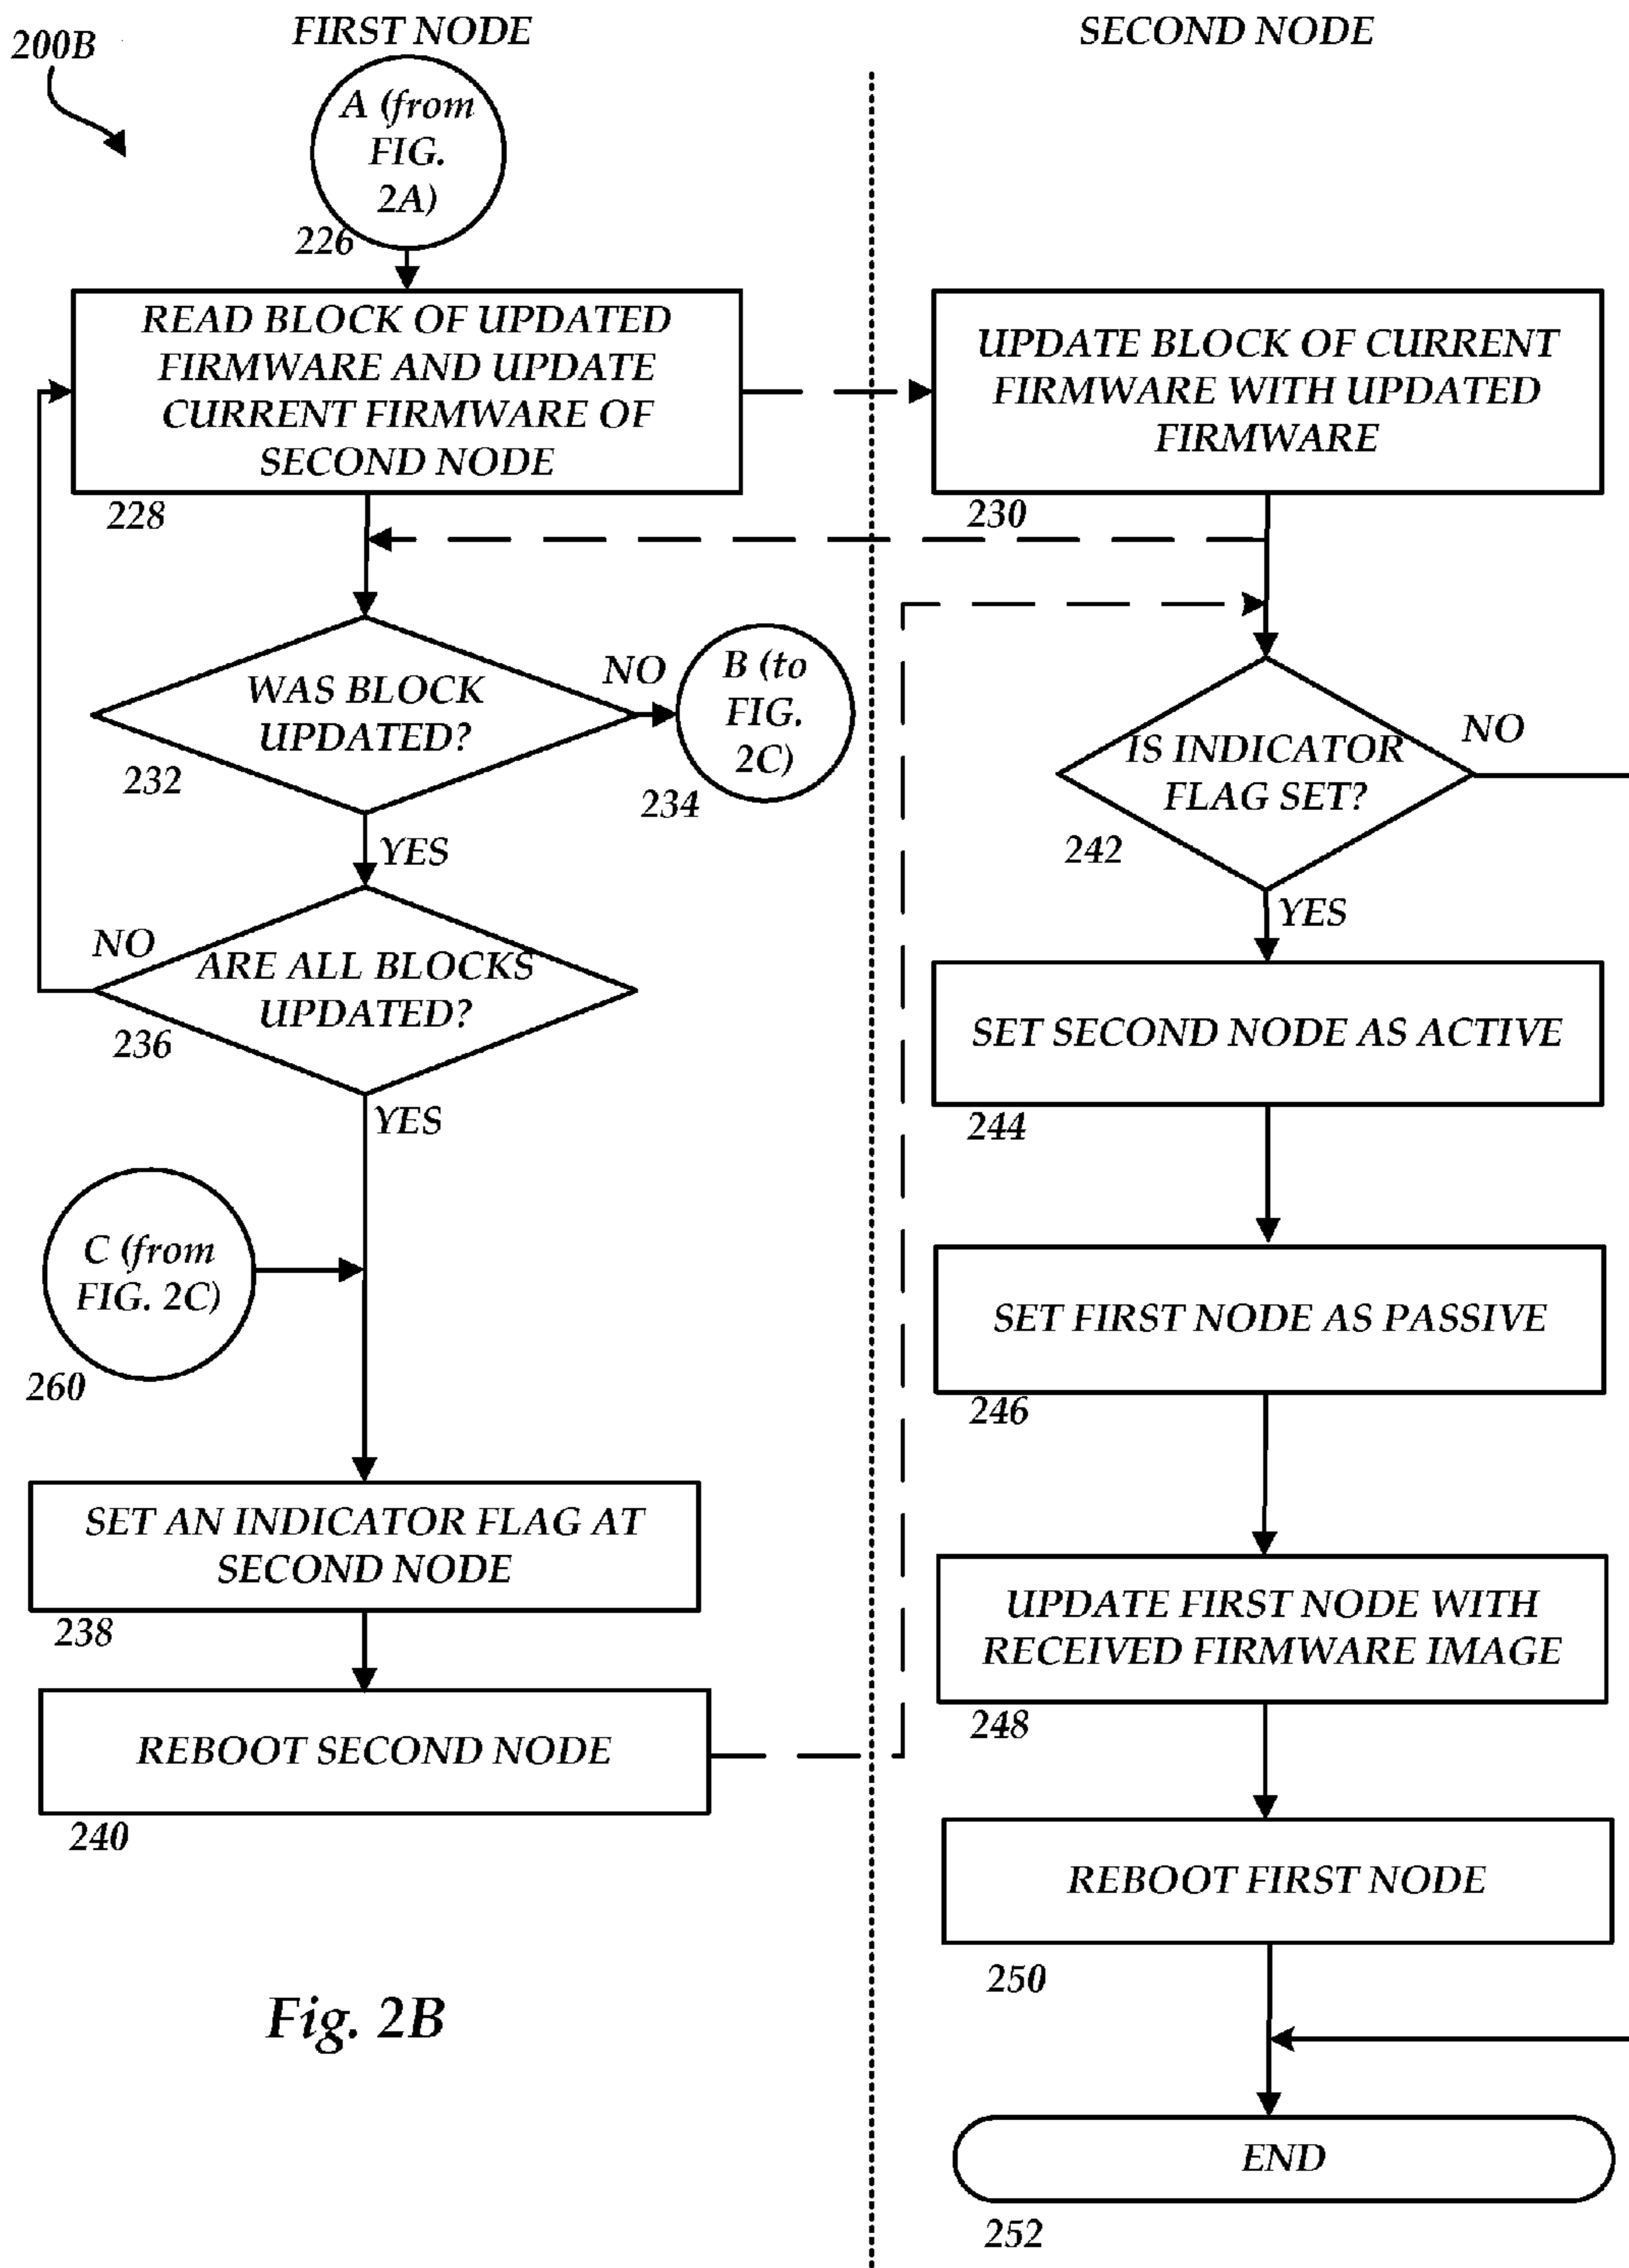 200B
FIRST NODE
SECOND NODE
A (from
FIG.
2A)
226
READ BLOCK OF UPDATED
FIRMWARE AND UPDATE
CURRENT FIRMWARE OF
SECOND NODE
228
UPDATE BLOCK OF CURRENT
FIRMWARE WITH UPDATED
FIRMWARE
230
WAS BLOCK
UPDATED?
232
NO
B (to
FIG.
2C)
234
YES
ARE ALL BLOCKS
UPDATED?
236
NO
YES
C (from
FIG. 2C)
260
SET AN INDICATOR FLAG AT
SECOND NODE
238
REBOOT SECOND NODE
240
IS INDICATOR
FLAG SET?
242
NO
YES
SET SECOND NODE AS ACTIVE
244
SET FIRST NODE AS PASSIVE
246
UPDATE FIRST NODE WITH
RECEIVED FIRMWARE IMAGE
248
REBOOT FIRST NODE
250
END
252
Fig. 2B